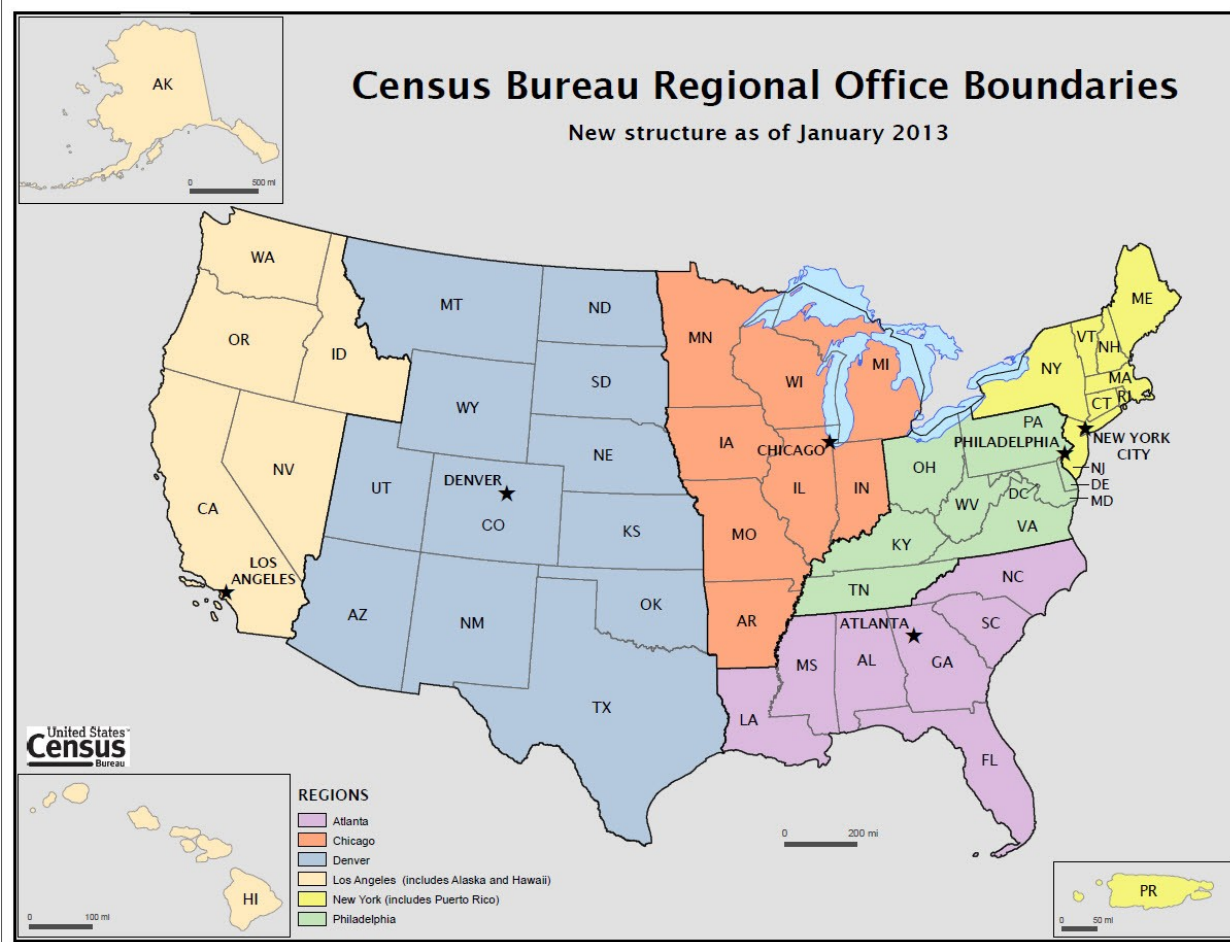 AK
0 500 mi
Census Bureau Regional Office Boundaries
New structure as of January 2013
WA
OR
ID
CA
NV
LOS
ANGELES
MT
ND
SD
WY
NE
UT
DENVER
CO
KS
AZ
NM
OK
TX
MN
WI
MI
IA
CHICAGO
IL
IN
MO
AR
ME
VT
NH
NY
MA
CT
RI
PA
PHILADELPHIA
NEW YORK
CITY
NJ
DE
MD
OH
WV
DC
VA
KY
TN
NC
ATLANTA
SC
MS
AL
GA
LA
FL
0 200 mi
United States™
Census
Bureau
HI
0 100 mi
REGIONS
Atlanta
Chicago
Denver
Los Angeles (includes Alaska and Hawaii)
New York (includes Puerto Rico)
Philadelphia
PR
0 50 mi